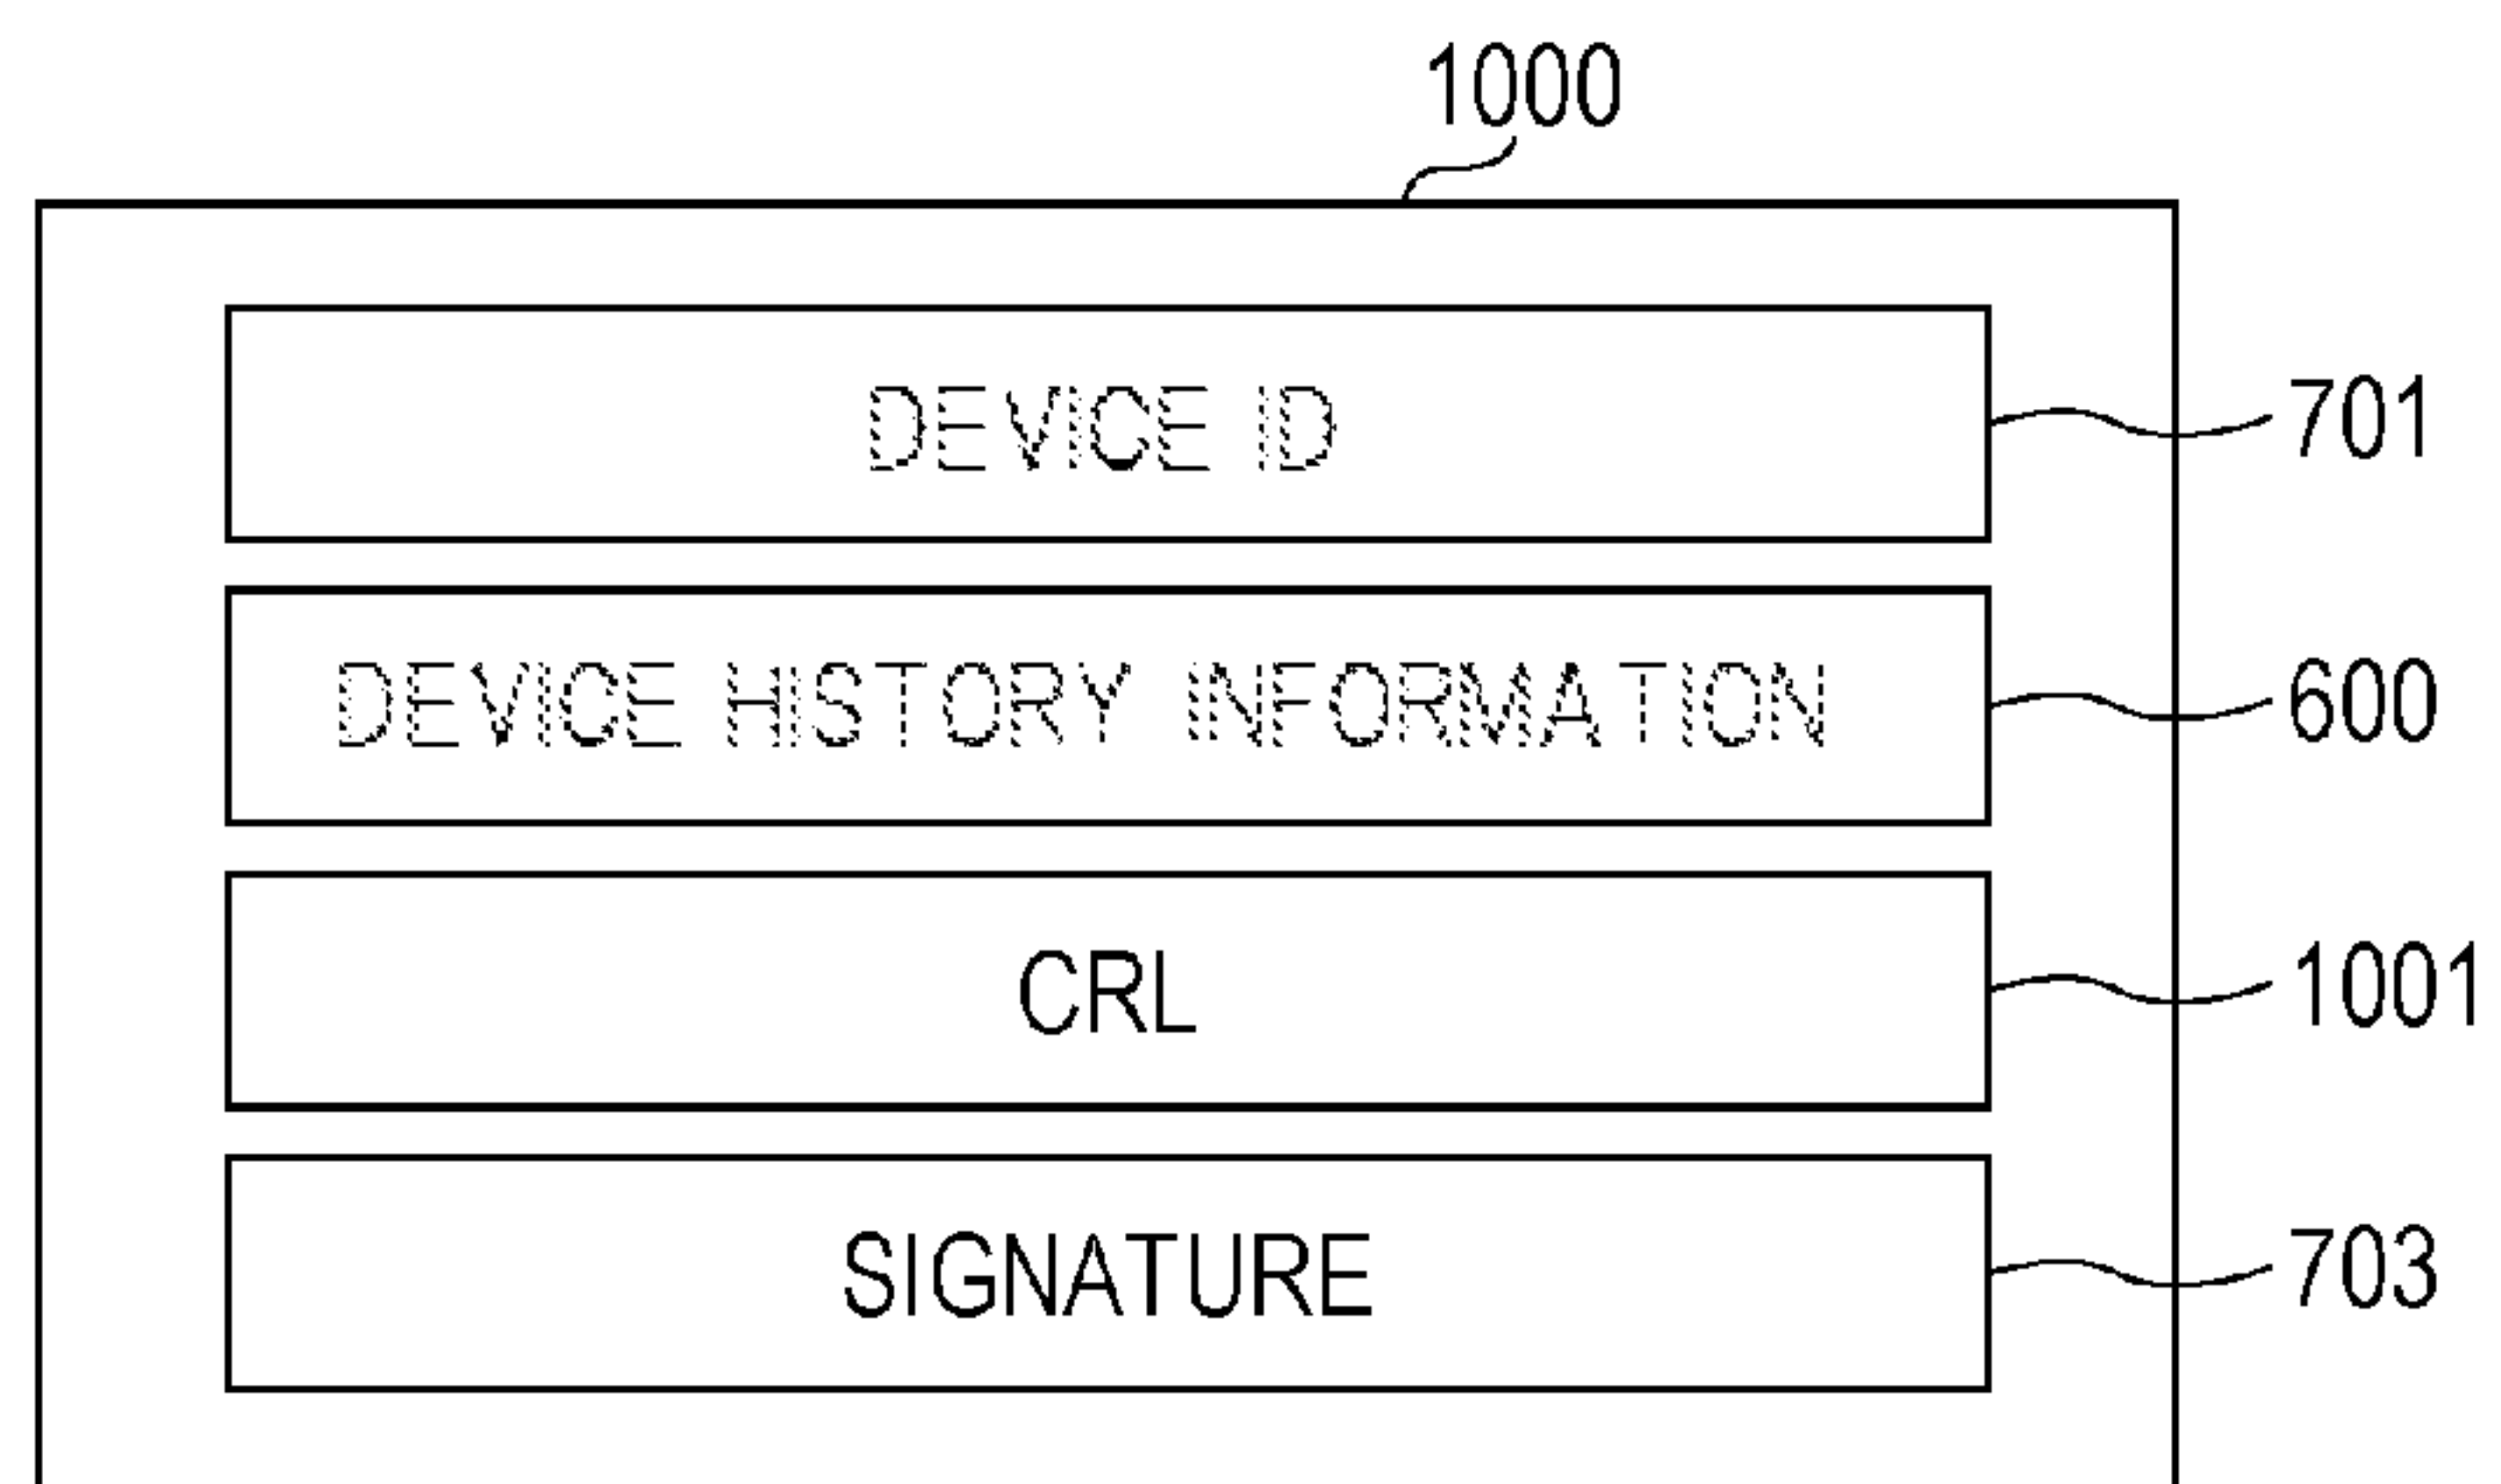 1000
DEVICE ID 701
DEVICE HISTORY INFORMATION 600
CRL 1001
SIGNATURE 703